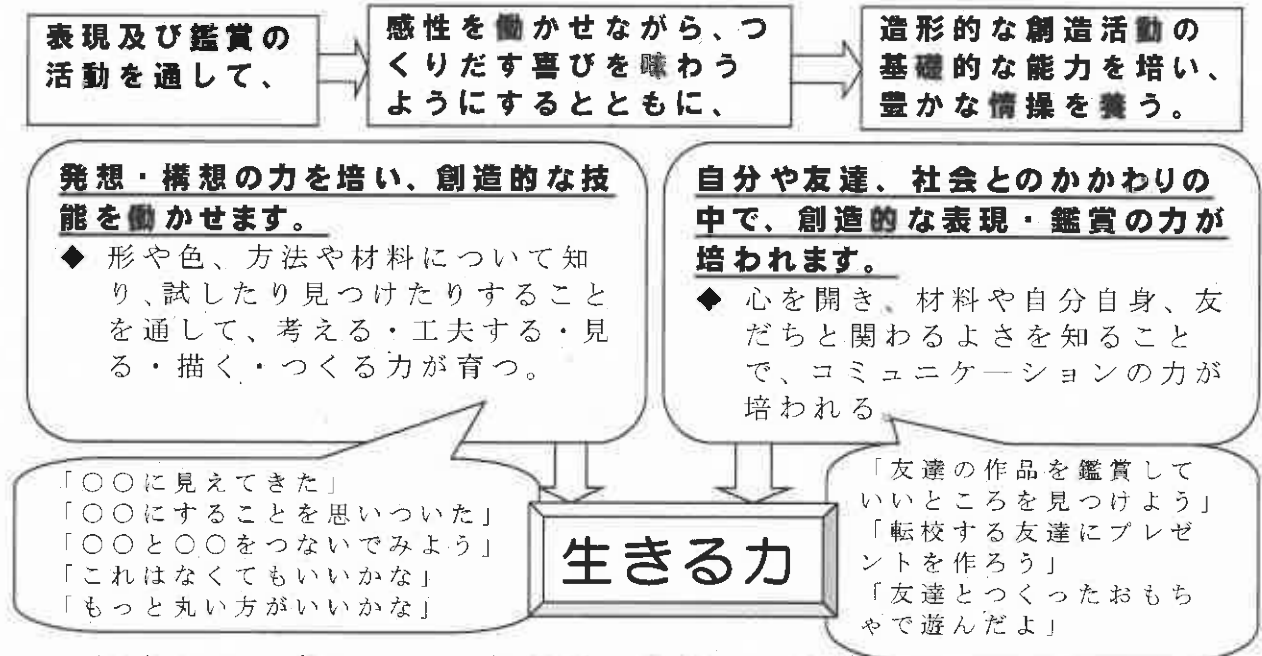 表現及び鑑賞の
活動を通して、
感性を働かせながら、つ
くりだす喜びを味わう
ようにするとともに、
造形的な創造活動の
基礎的な能力を培い、
豊かな情操を養う。
発想・構想の力を培い、創造的な技
能を働かせます。
◆ 形や色、方法や材料について知
り、試したり見つけたりすること
を通して、考える・工夫する・見
る・描く・つくる力が育つ。
自分や友達、社会とのかかわりの
中で、創造的な表現・鑑賞の力が
培われます。
◆ 心を開き、材料や自分自身、友
だちと関わるよさを知ること
で、コミュニケーションの力が
培われる。
「○○に見えてきた」
「○○にすることを思いついた」
「○○と○○をつないでみよう」
「これはなくてもいいかな」
「もっと丸い方がいいかな」
生きる力
「友達の作品を鑑賞して
いいところを見つけよう」
「転校する友達にプレゼ
ントを作ろう」
「友達とつくったおもち
ゃで遊んだよ」